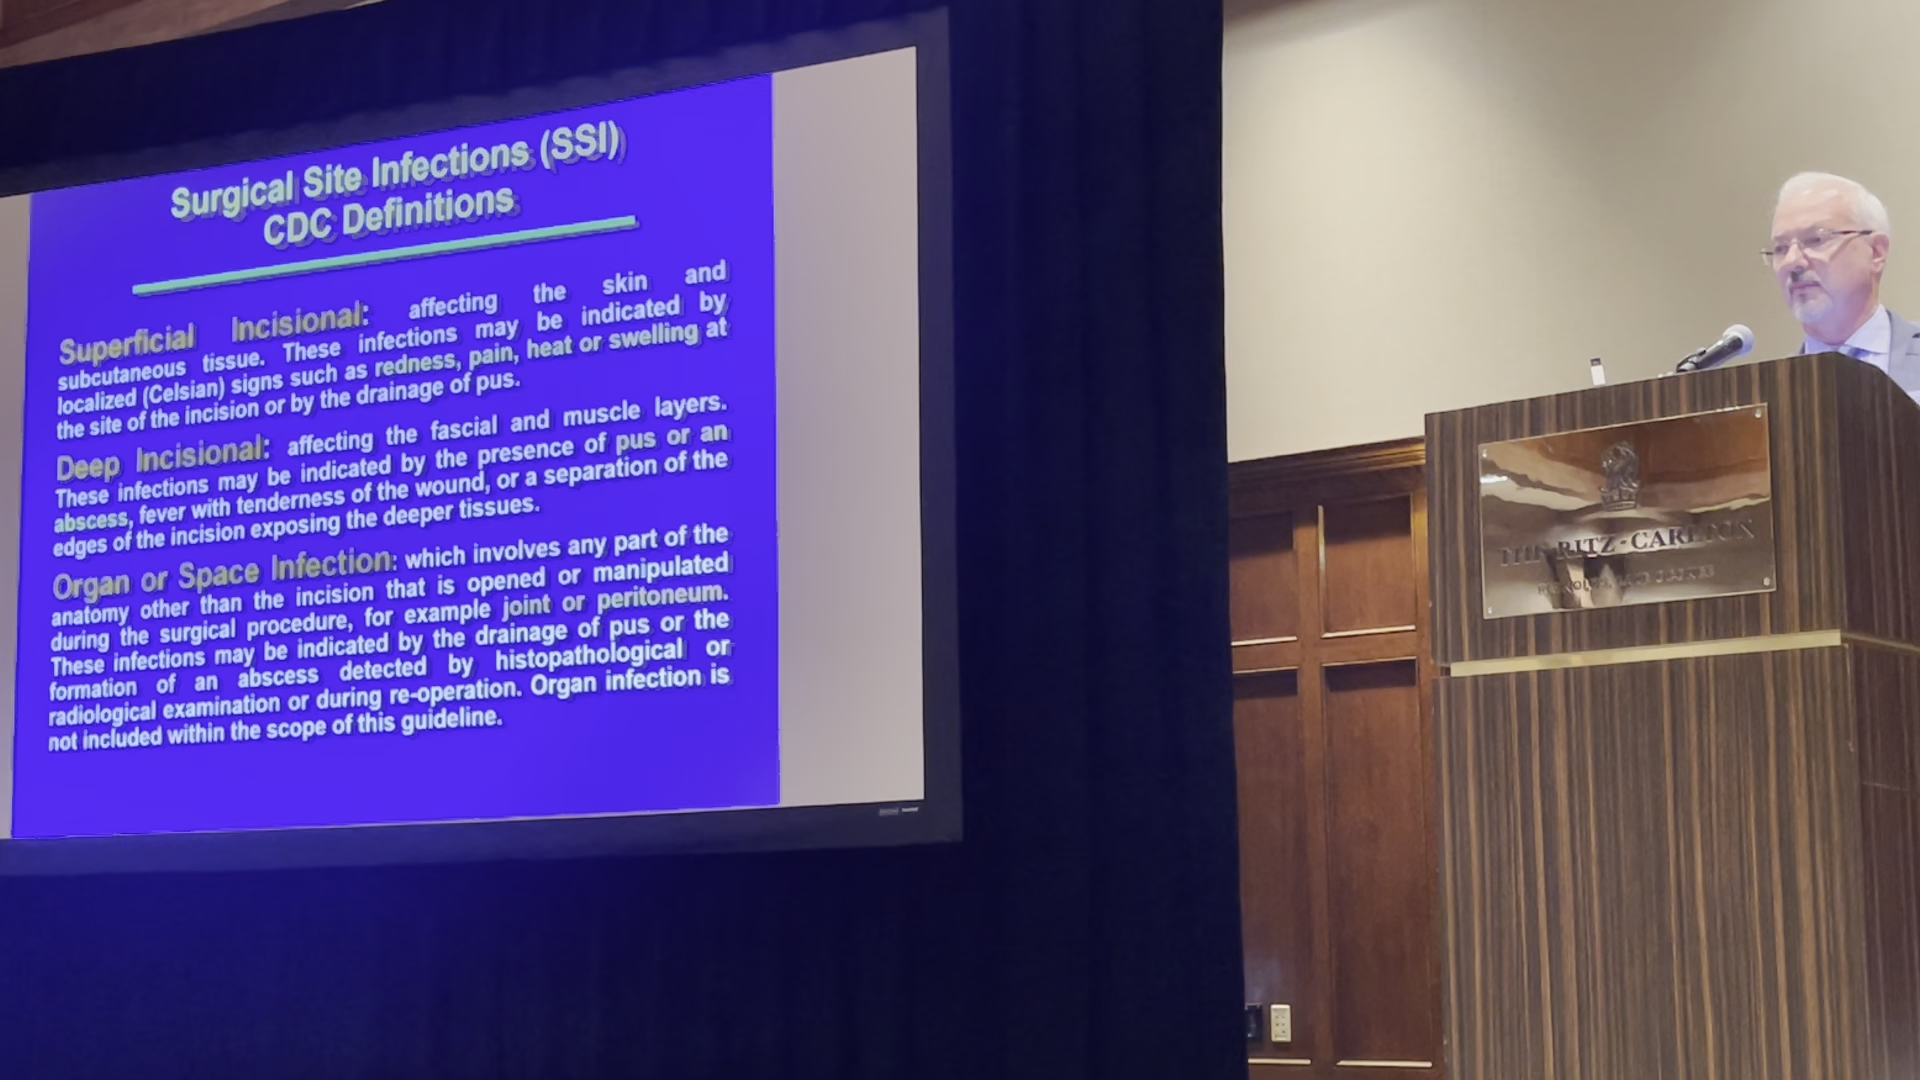 Surgical Site Infections (SSI)
CDC Definitions
Superficial Incisional: affecting the skin and
subcutaneous tissue. These infections may be indicated by
localized (Celsian) signs such as redness, pain, heat or swelling at
the site of the incision or by the drainage of pus.
Deep Incisional: affecting the fascial and muscle layers.
These infections may be indicated by the presence of pus or an
abscess, fever with tenderness of the wound, or a separation of the
edges of the incision exposing the deeper tissues.
Organ or Space Infection: which involves any part of the
anatomy other than the incision that is opened or manipulated
during the surgical procedure, for example joint or peritoneum.
These infections may be indicated by the drainage of pus or the
formation of an abscess detected by histopathological or
radiological examination or during re-operation. Organ infection is
not included within the scope of this guideline.
THE RITZ-CARLTON